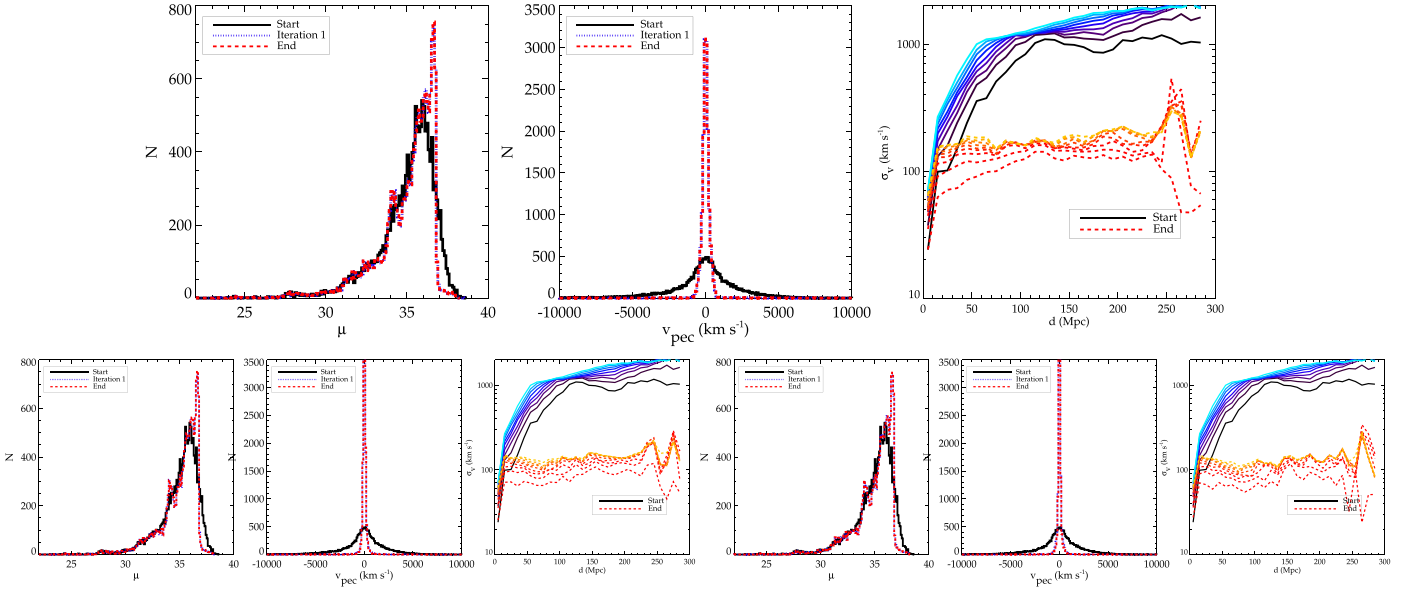 800
600
400
200
0
N
Start
Iteration 1
End
25
30
35
40
μ
3500
3000
2500
2000
1500
1000
500
0
N
Start
Iteration 1
End
-10000
-5000
0
5000
10000
v_pec (km s⁻¹)
1000
100
10
σ_v (km s⁻¹)
Start
End
0
50
100
150
200
250
300
d (Mpc)
800
600
400
200
0
N
Start
Iteration 1
End
25
30
35
40
μ
3500
3000
2500
2000
1500
1000
500
0
N
Start
Iteration 1
End
-10000
-5000
0
5000
10000
v_pec (km s⁻¹)
1000
100
10
σ_v (km s⁻¹)
Start
End
0
50
100
150
200
250
300
d (Mpc)
800
600
400
200
0
N
Start
Iteration 1
End
25
30
35
40
μ
3500
3000
2500
2000
1500
1000
500
0
N
Start
Iteration 1
End
-10000
-5000
0
5000
10000
v_pec (km s⁻¹)
1000
100
10
σ_v (km s⁻¹)
Start
End
0
50
100
150
200
250
300
d (Mpc)